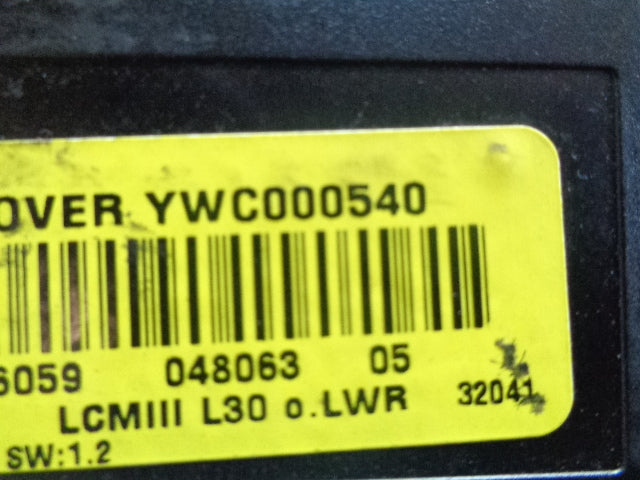 OVER YWC000540
6059 048063 05
LCMIII L30 o.LWR 32041
SW:1.2